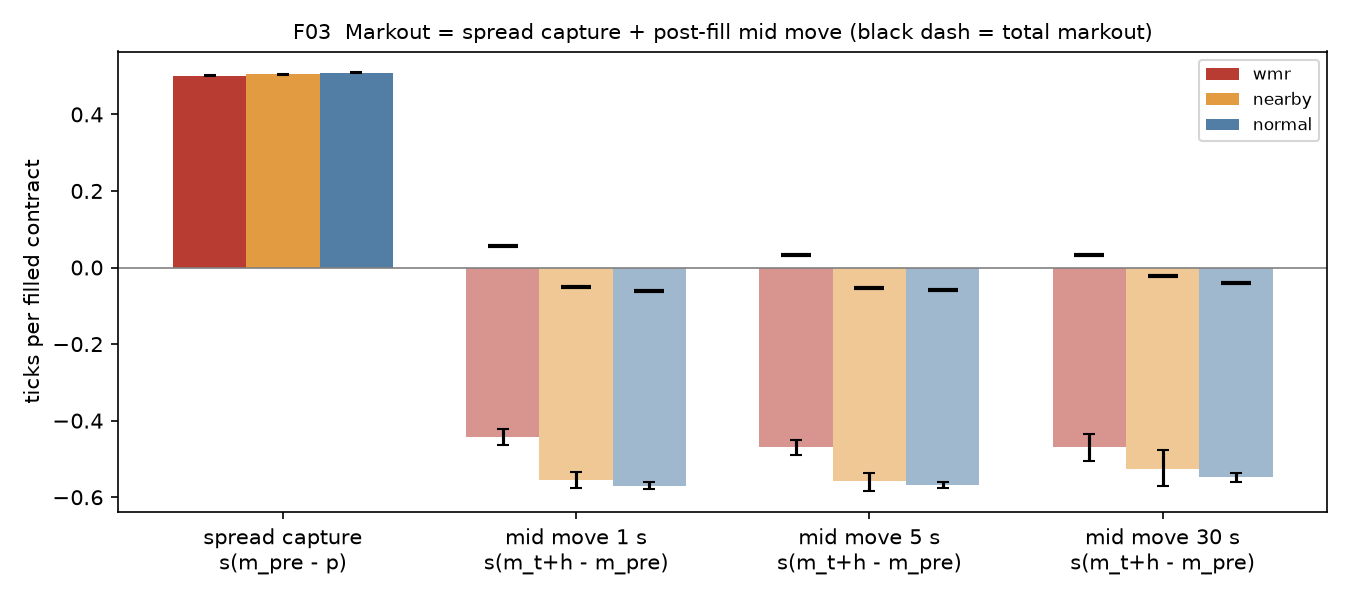 F03  Markout = spread capture + post-fill mid move (black dash = total markout)
wmr
nearby
normal
ticks per filled contract
0.4
0.2
0.0
−0.2
−0.4
−0.6
spread capture
s(m_pre - p)
mid move 1 s
s(m_t+h - m_pre)
mid move 5 s
s(m_t+h - m_pre)
mid move 30 s
s(m_t+h - m_pre)